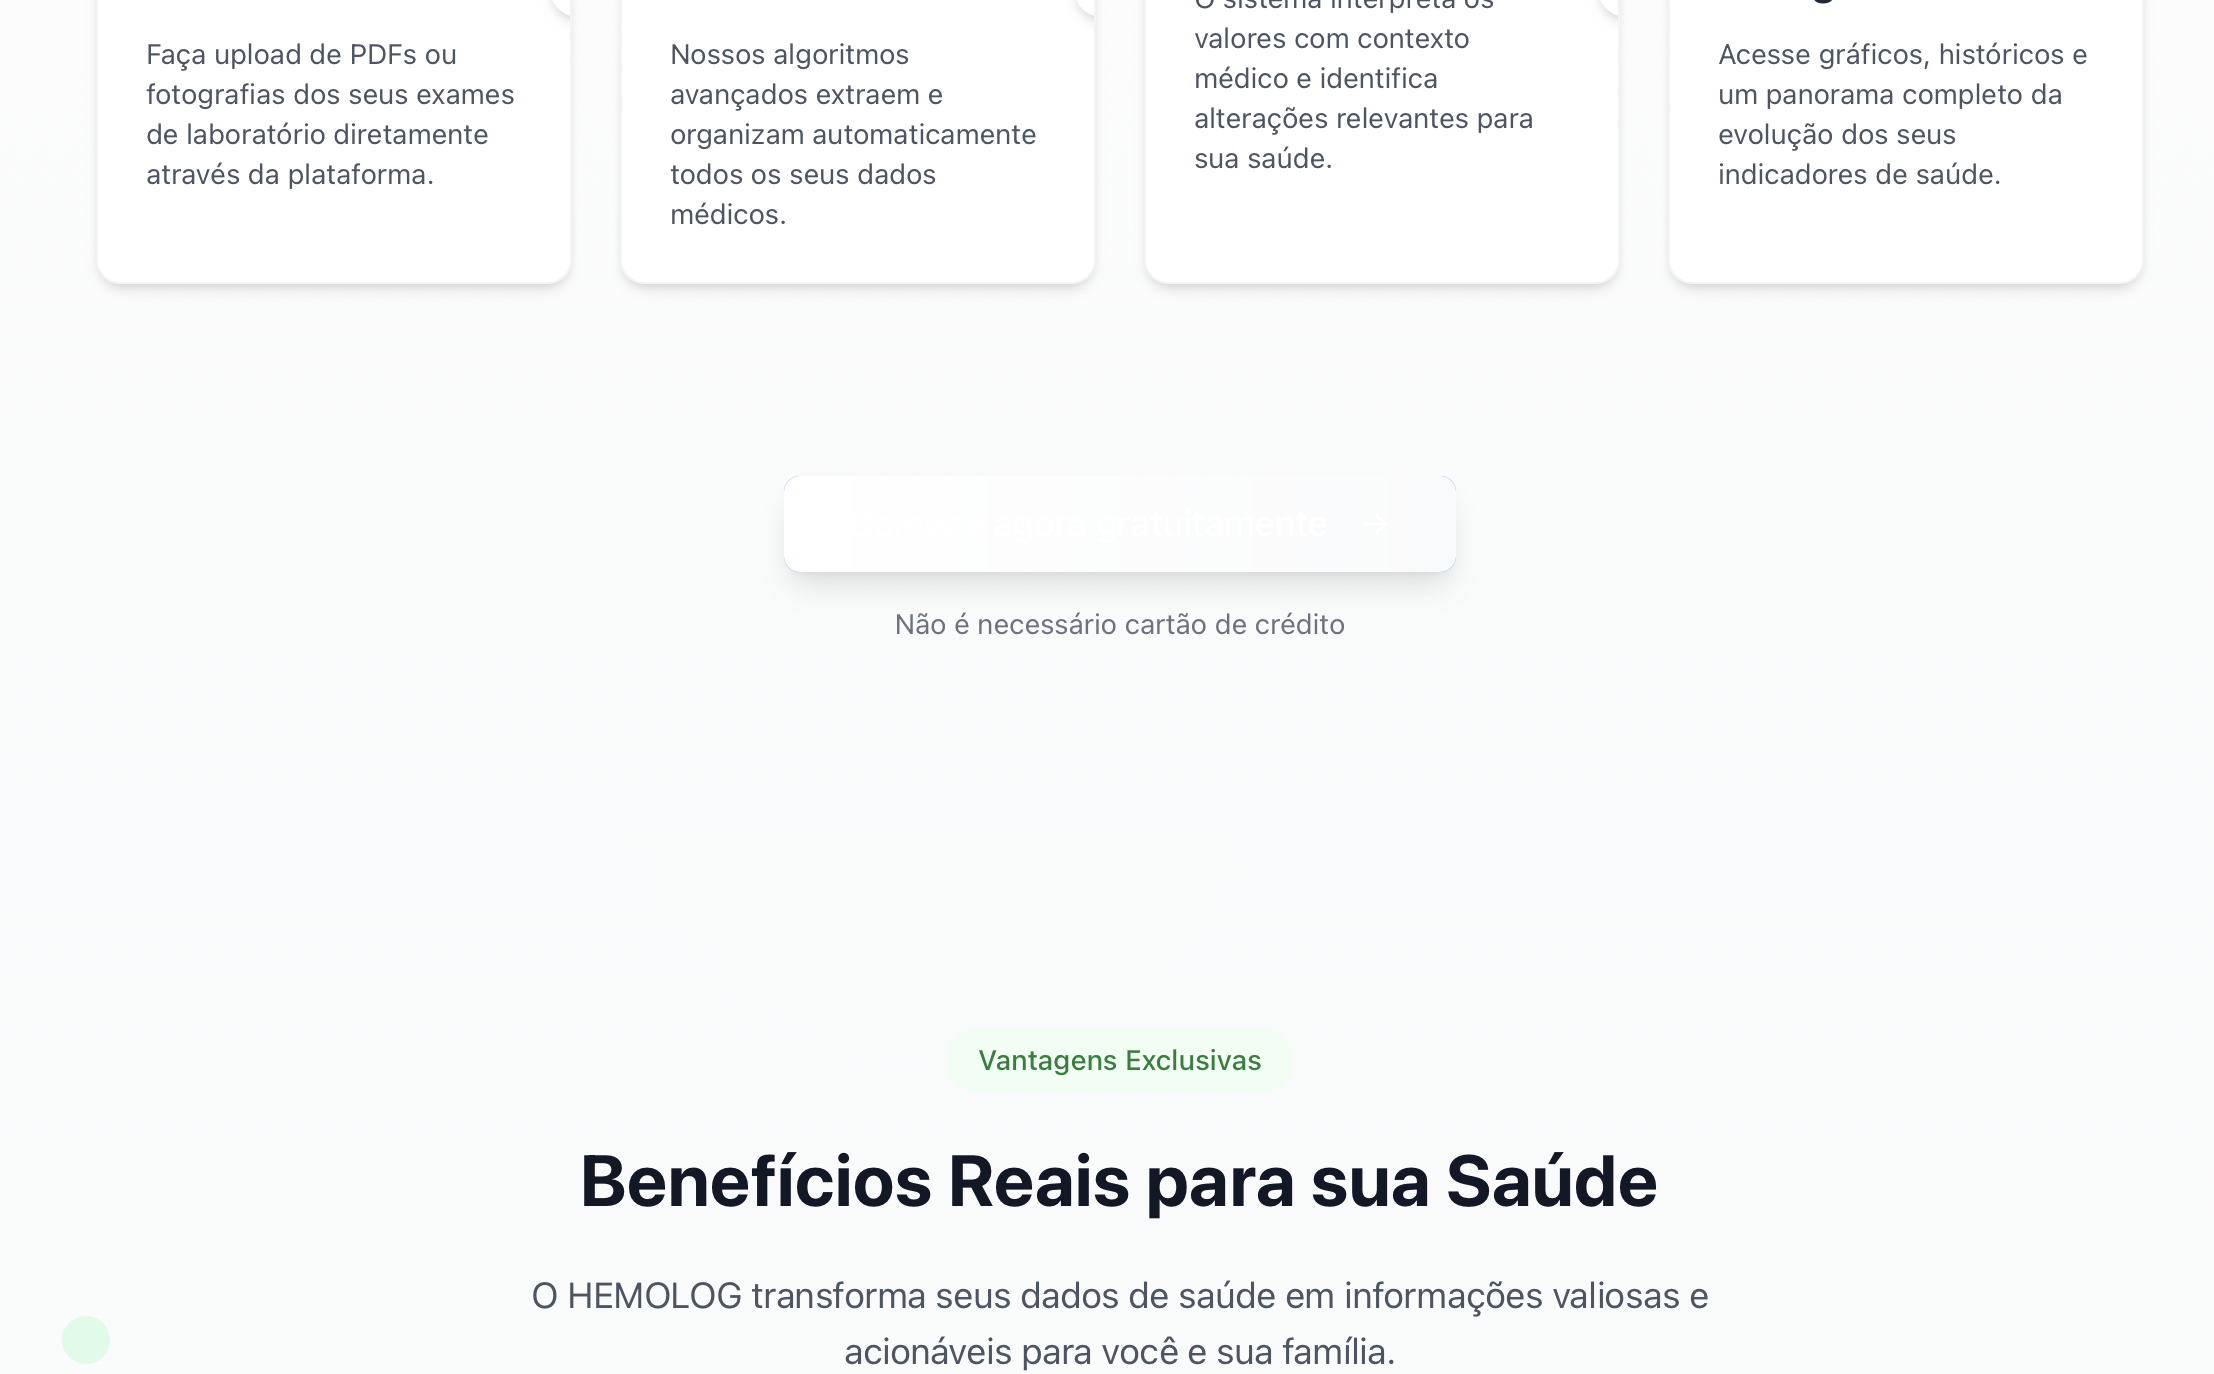 Faça upload de PDFs ou
fotografias dos seus exames
de laboratório diretamente
através da plataforma.
Nossos algoritmos
avançados extraem e
organizam automaticamente
todos os seus dados
médicos.
O sistema interpreta os
valores com contexto
médico e identifica
alterações relevantes para
sua saúde.
Acesse gráficos, históricos e
um panorama completo da
evolução dos seus
indicadores de saúde.
agora gratuitamente →
Não é necessário cartão de crédito
Vantagens Exclusivas
Benefícios Reais para sua Saúde
O HEMOLOG transforma seus dados de saúde em informações valiosas e
acionáveis para você e sua família.